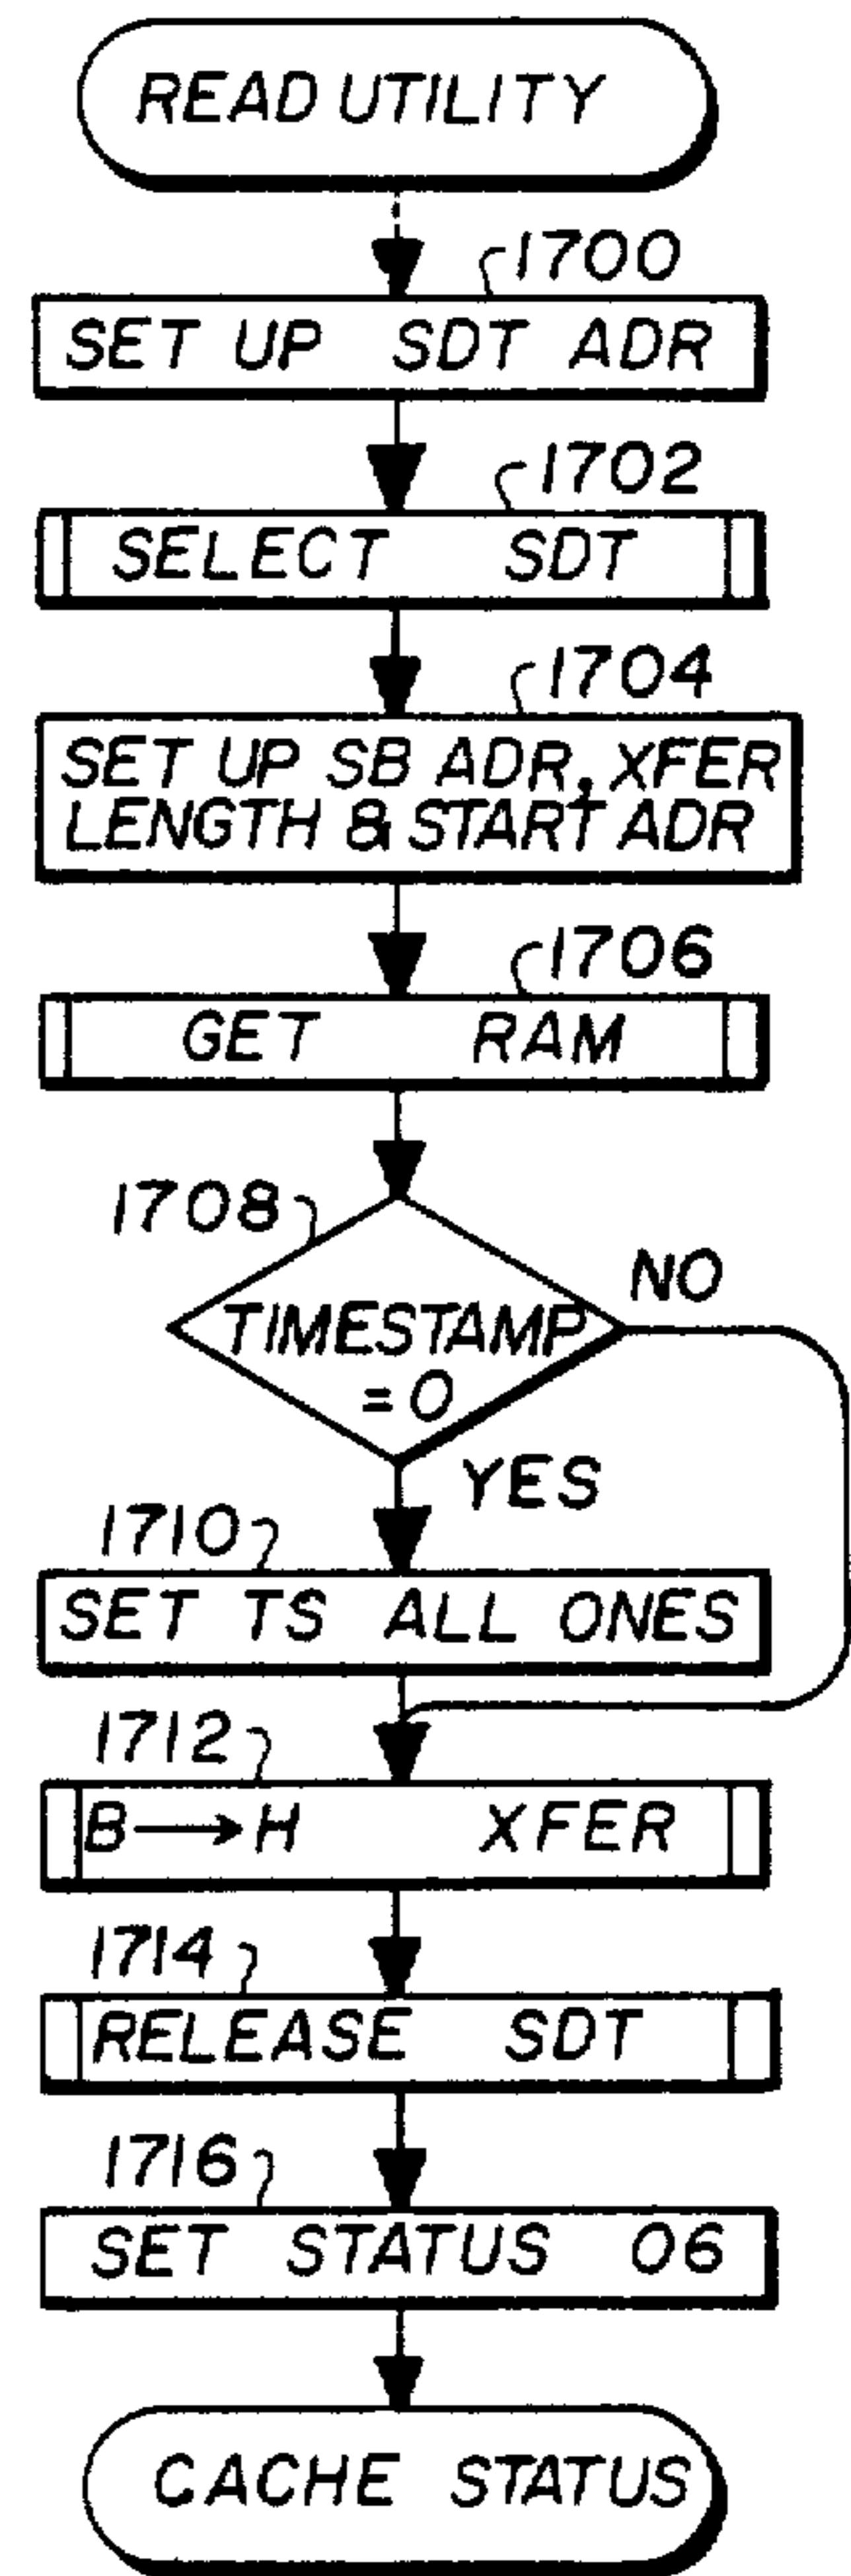 READ UTILITY
1700
SET UP SDT ADR
1702
SELECT SDT
1704
SET UP SB ADR, XFER
LENGTH & START ADR
1706
GET RAM
1708
TIMESTAMP
=0
NO
YES
1710
SET TS ALL ONES
1712
B→H XFER
1714
RELEASE SDT
1716
SET STATUS 06
CACHE STATUS